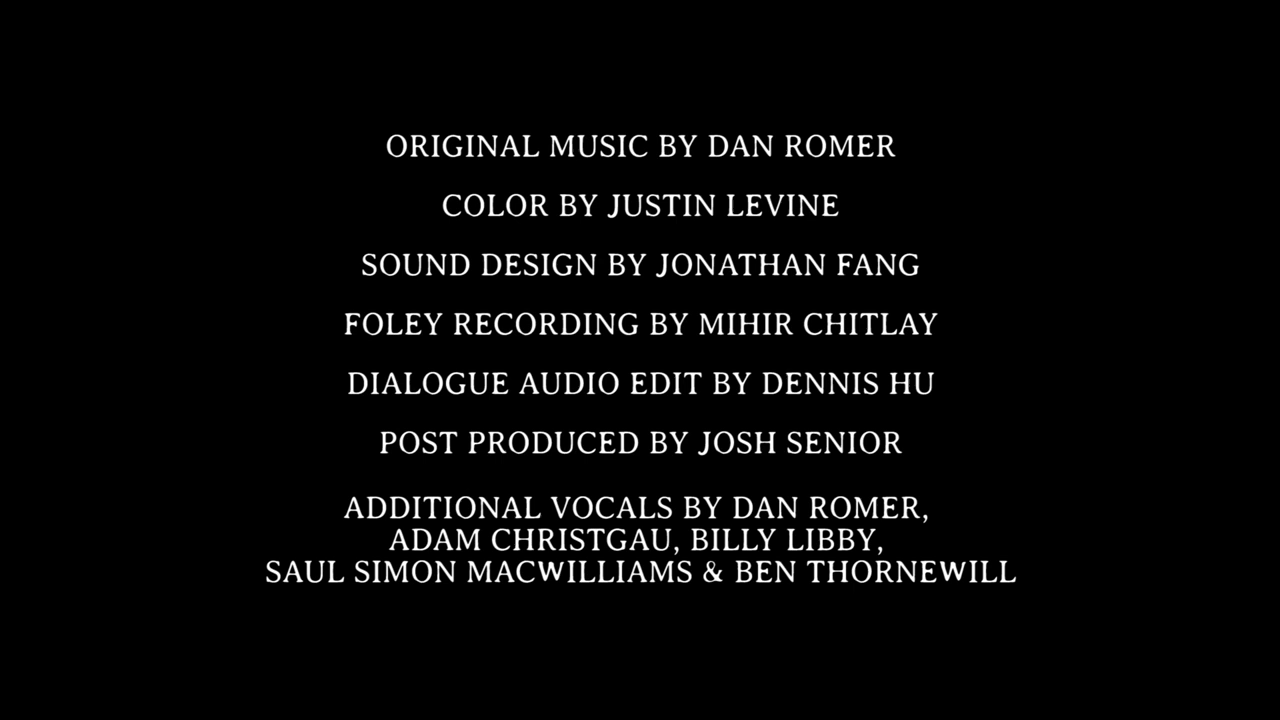 ORIGINAL MUSIC BY DAN ROMER
COLOR BY JUSTIN LEVINE
SOUND DESIGN BY JONATHAN FANG
FOLEY RECORDING BY MIHIR CHITLAY
DIALOGUE AUDIO EDIT BY DENNIS HU
POST PRODUCED BY JOSH SENIOR
ADDITIONAL VOCALS BY DAN ROMER,
ADAM CHRISTGAU, BILLY LIBBY,
SAUL SIMON MACWILLIAMS & BEN THORNEWILL